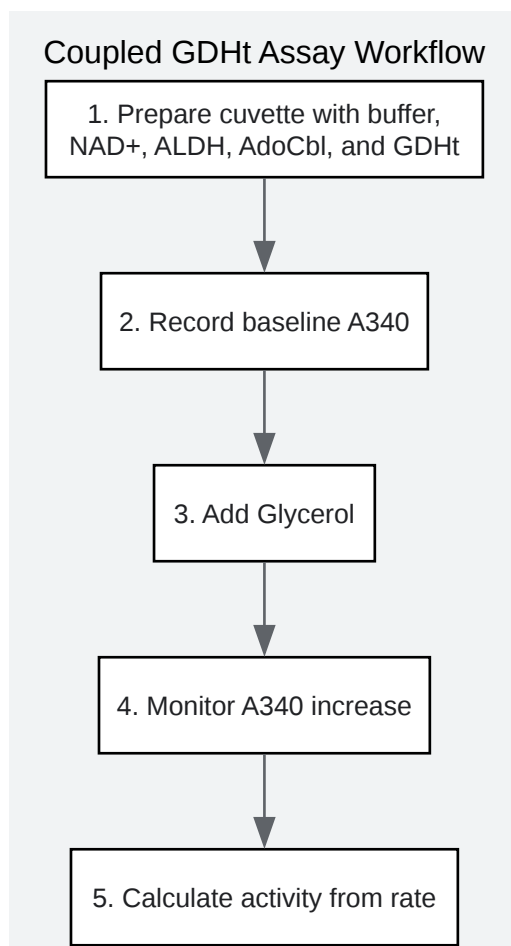 Coupled GDHt Assay Workflow
1. Prepare cuvette with buffer,
NAD+, ALDH, AdoCbl, and GDHt
2. Record baseline A340
3. Add Glycerol
4. Monitor A340 increase
5. Calculate activity from rate